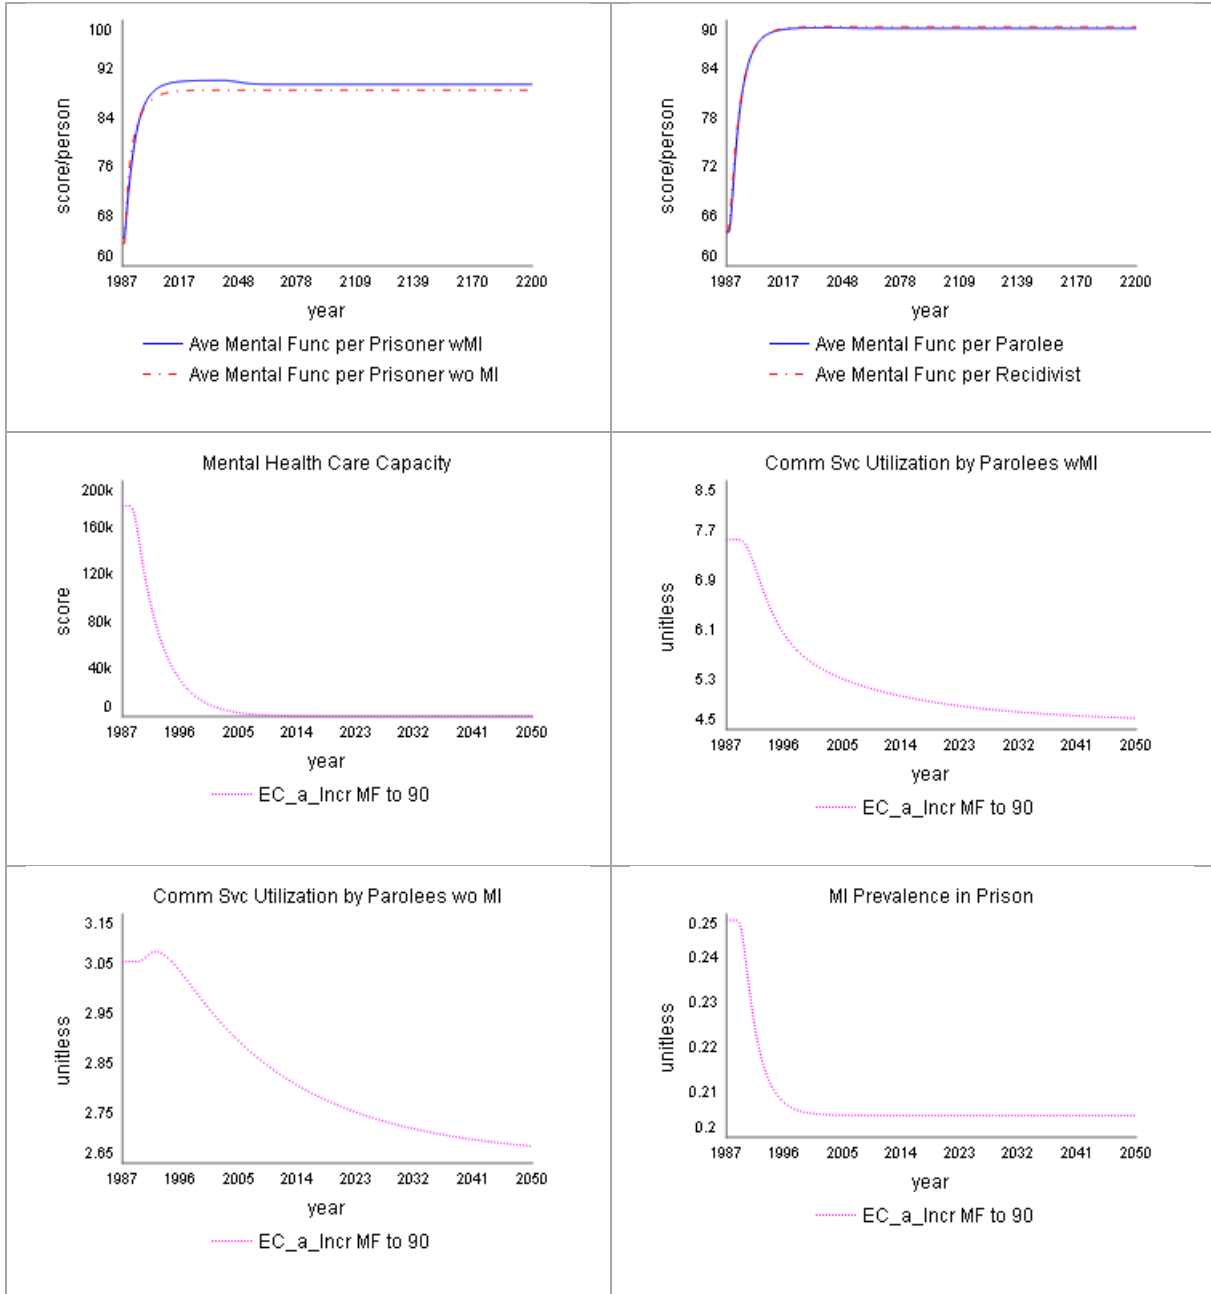 100
92
84
76
68
60
score/person
1987 2017 2048 2078 2109 2139 2170 2200
year
Ave Mental Func per Prisoner wMI
Ave Mental Func per Prisoner wo MI
90
84
78
72
66
60
score/person
1987 2017 2048 2078 2109 2139 2170 2200
year
Ave Mental Func per Parolee
Ave Mental Func per Recidivist
Mental Health Care Capacity
200k
160k
120k
80k
40k
0
score
1987 1996 2005 2014 2023 2032 2041 2050
year
EC_a_Incr MF to 90
Comm Svc Utilization by Parolees wMI
8.5
7.7
6.9
6.1
5.3
4.5
unitless
1987 1996 2005 2014 2023 2032 2041 2050
year
EC_a_Incr MF to 90
Comm Svc Utilization by Parolees wo MI
3.15
3.05
2.95
2.85
2.75
2.65
unitless
1987 1996 2005 2014 2023 2032 2041 2050
year
EC_a_Incr MF to 90
MI Prevalence in Prison
0.25
0.24
0.23
0.22
0.21
0.2
unitless
1987 1996 2005 2014 2023 2032 2041 2050
year
EC_a_Incr MF to 90